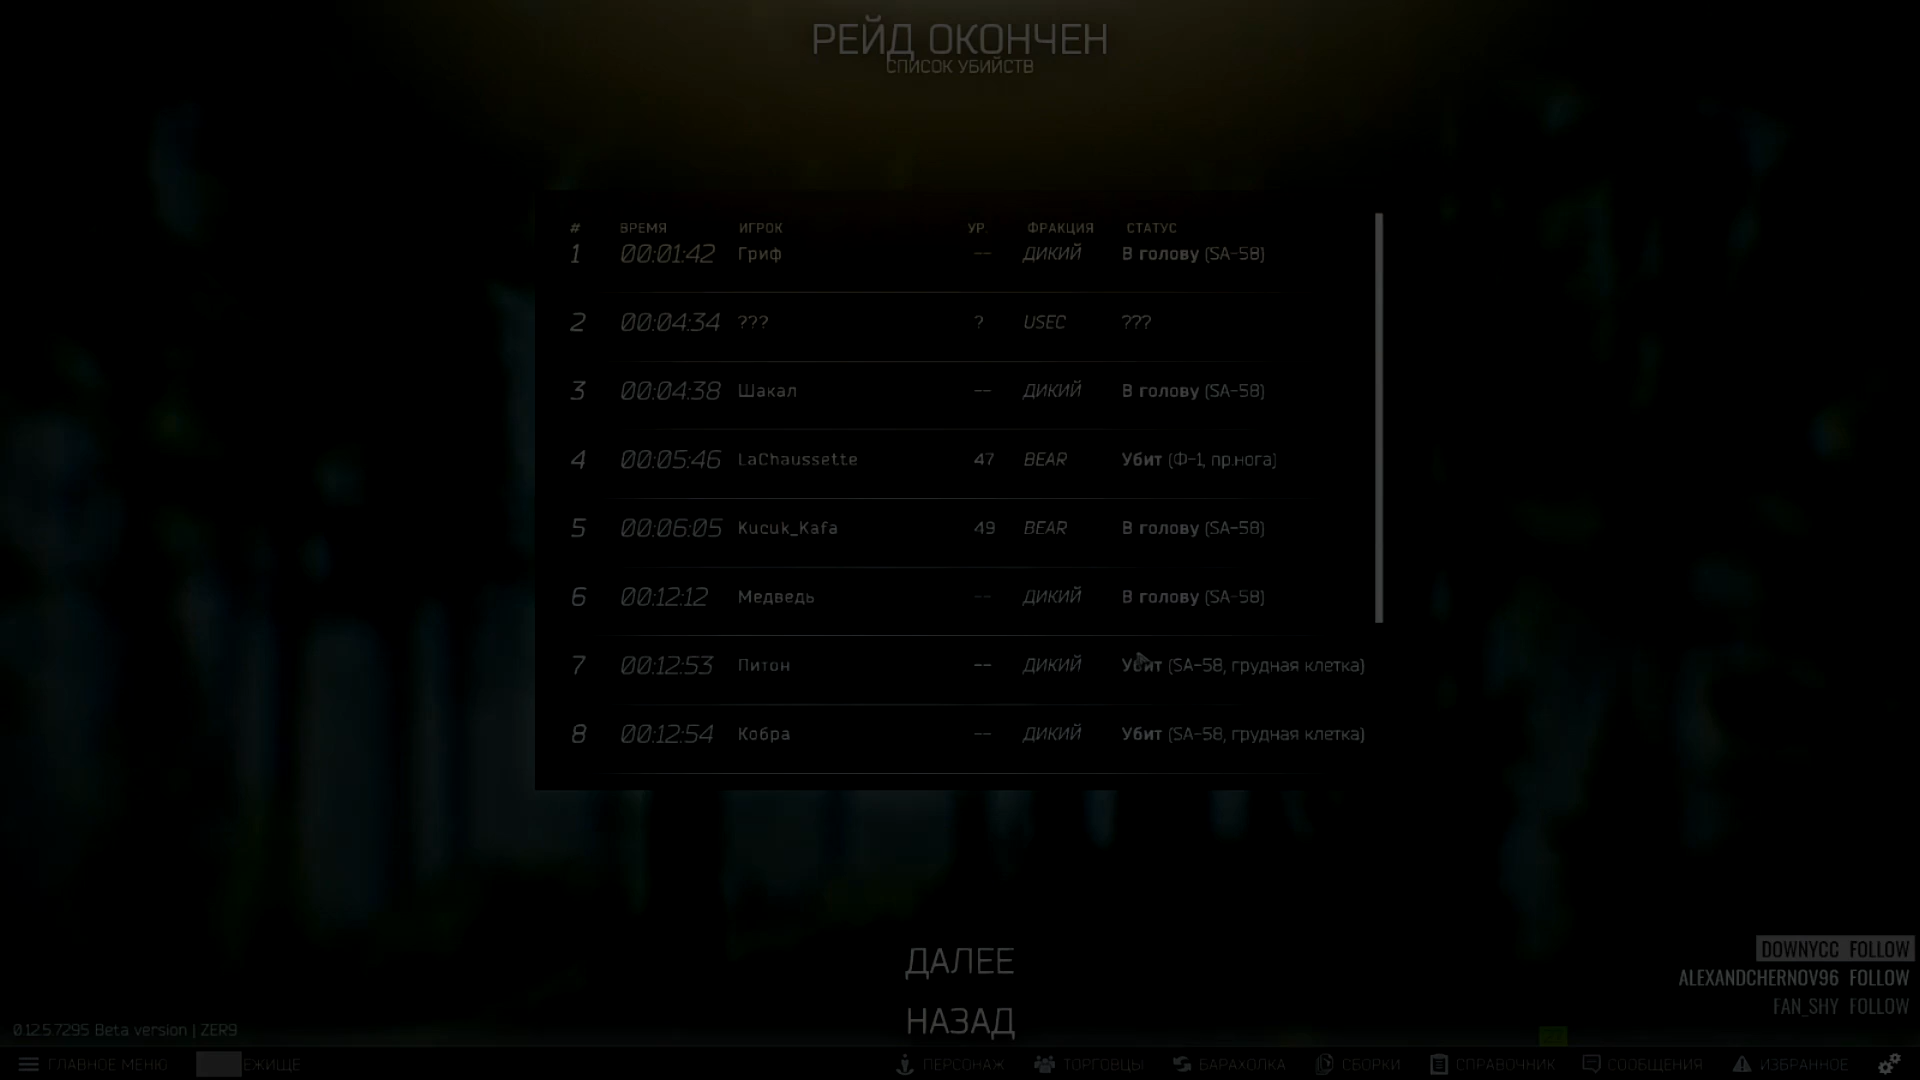 РЕЙД ОКОНЧЕН
СПИСОК УБИЙСТВ
# ВРЕМЯ ИГРОК УР. ФРАКЦИЯ СТАТУС
1 00:01:42 Гриф -- ДИКИЙ В голову (SA-58)
2 00:04:34 ??? ? USEC ???
3 00:04:38 Шакал -- ДИКИЙ В голову (SA-58)
4 00:05:46 LaChaussette 47 BEAR Убит (Ф-1, пр.нога)
5 00:06:05 Kucuk_Kafa 49 BEAR В голову (SA-58)
6 00:12:12 Медведь -- ДИКИЙ В голову (SA-58)
7 00:12:53 Питон -- ДИКИЙ Убит (SA-58, грудная клетка)
8 00:12:54 Кобра -- ДИКИЙ Убит (SA-58, грудная клетка)
ДАЛЕЕ
НАЗАД
DOWNYCC FOLLOW
ALEXANDCHERNOV96 FOLLOW
FAN_SHY FOLLOW
0.12.5.7295 Beta version | ZER9
ГЛАВНОЕ МЕНЮ ЕЖИЩЕ ПЕРСОНАЖ ТОРГОВЦЫ БАРАХОЛКА СБОРКИ СПРАВОЧНИК СООБЩЕНИЯ ИЗБРАННОЕ